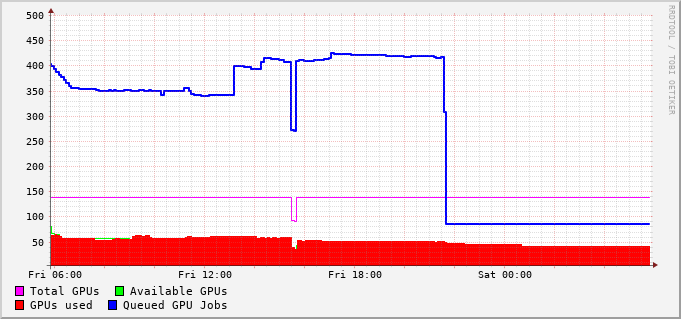 500
450
400
350
300
250
200
150
100
50
Fri 06:00 Fri 12:00 Fri 18:00 Sat 00:00
Total GPUs Available GPUs
GPUs used Queued GPU Jobs
RRDTOOL / TOBI OETIKER